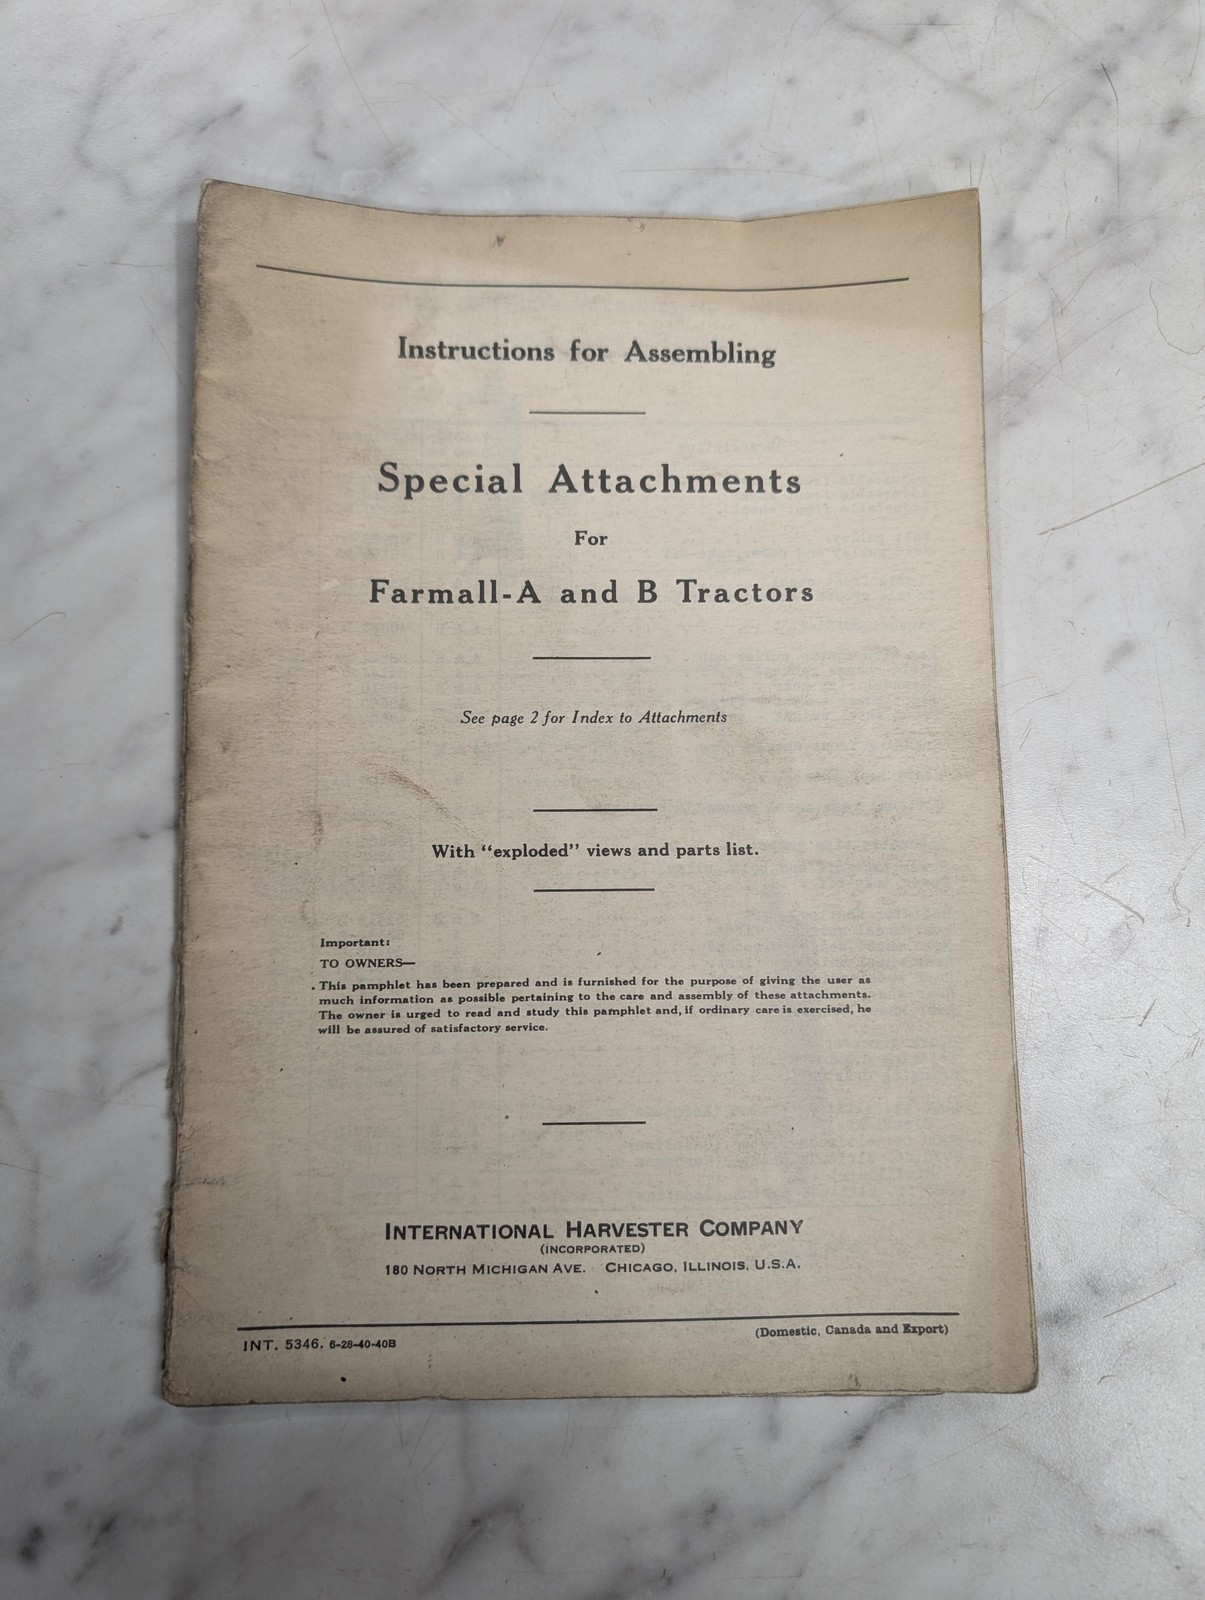 Instructions for Assembling
Special Attachments
For
Farmall-A and B Tractors
See page 2 for Index to Attachments
With "exploded" views and parts list.
Important:
TO OWNERS—
This pamphlet has been prepared and is furnished for the purpose of giving the user as
much information as possible pertaining to the care and assembly of these attachments.
The owner is urged to read and study this pamphlet and, if ordinary care is exercised, he
will be assured of satisfactory service.
INTERNATIONAL HARVESTER COMPANY
(INCORPORATED)
180 NORTH MICHIGAN AVE. CHICAGO, ILLINOIS, U.S.A.
INT. 5346. 6-28-40-40B
(Domestic, Canada and Export)